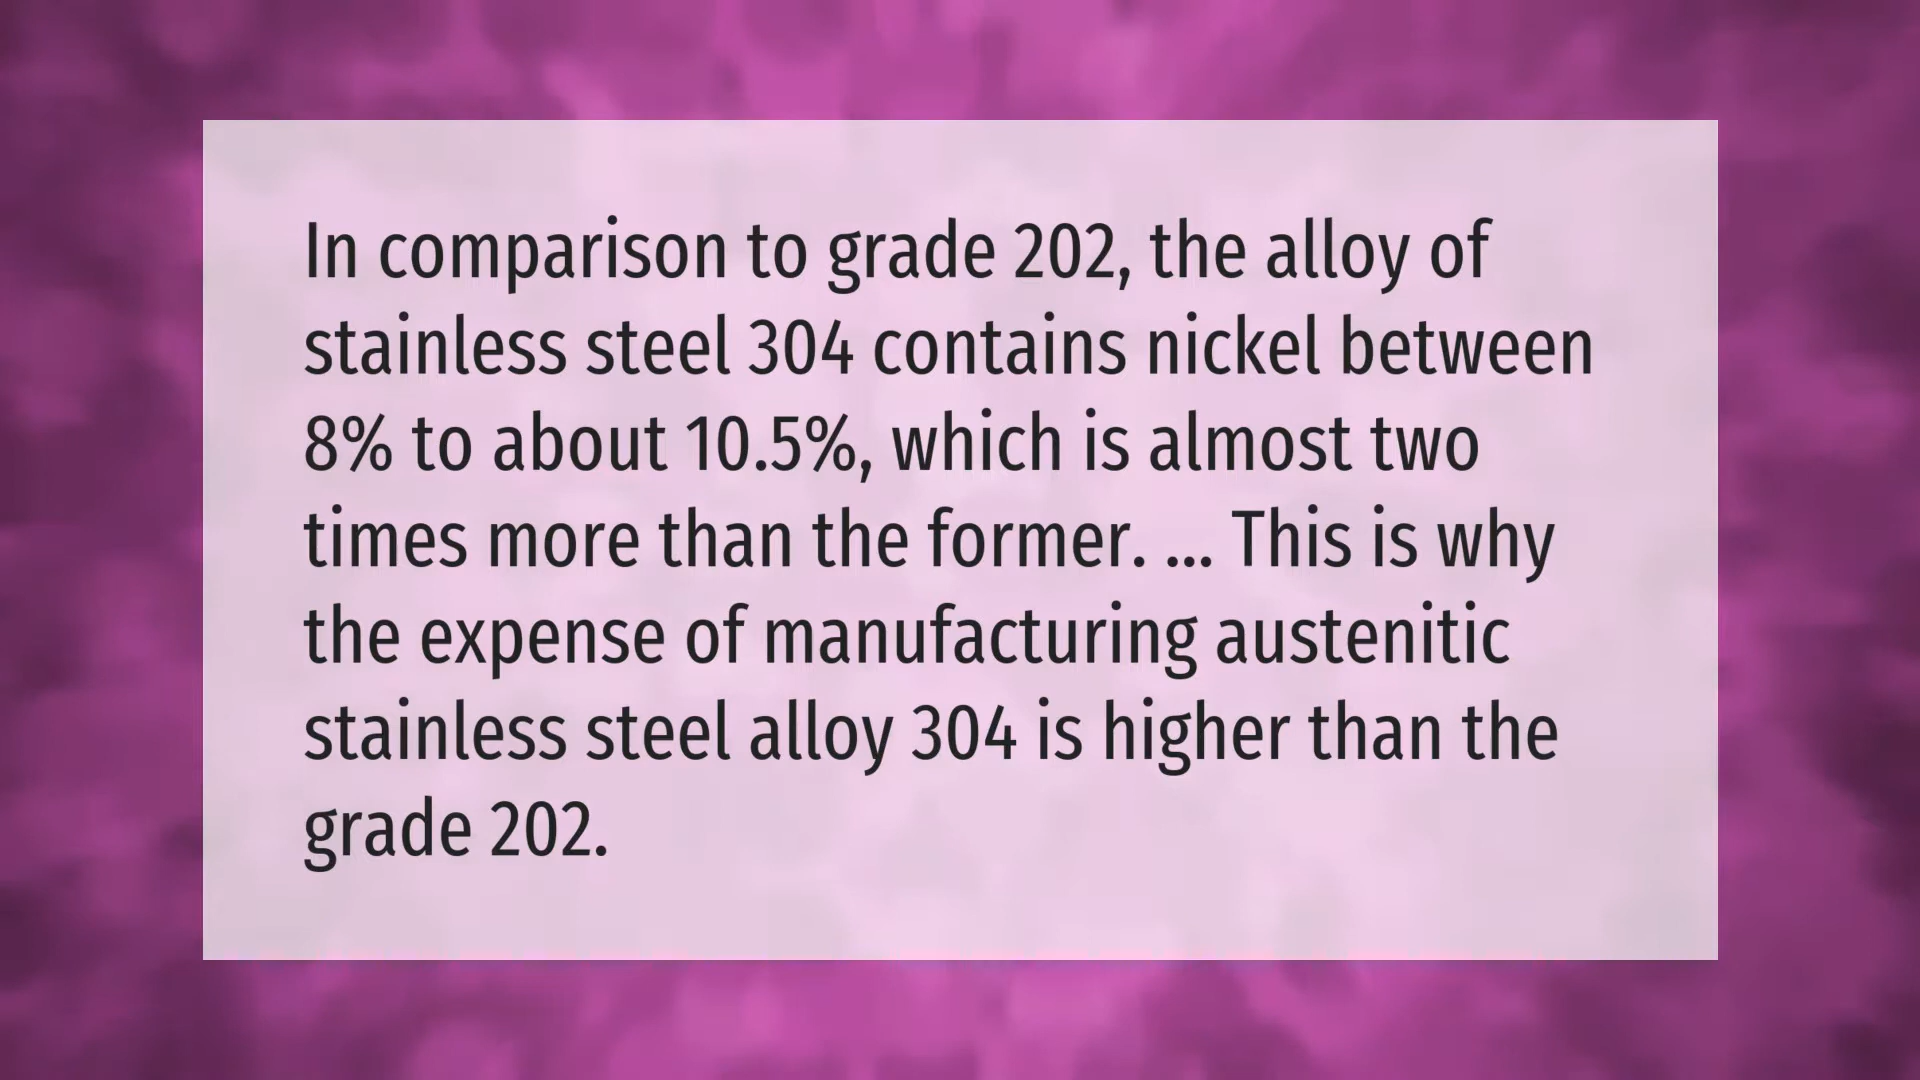 In comparison to grade 202, the alloy of
stainless steel 304 contains nickel between
8% to about 10.5%, which is almost two
times more than the former. ... This is why
the expense of manufacturing austenitic
stainless steel alloy 304 is higher than the
grade 202.